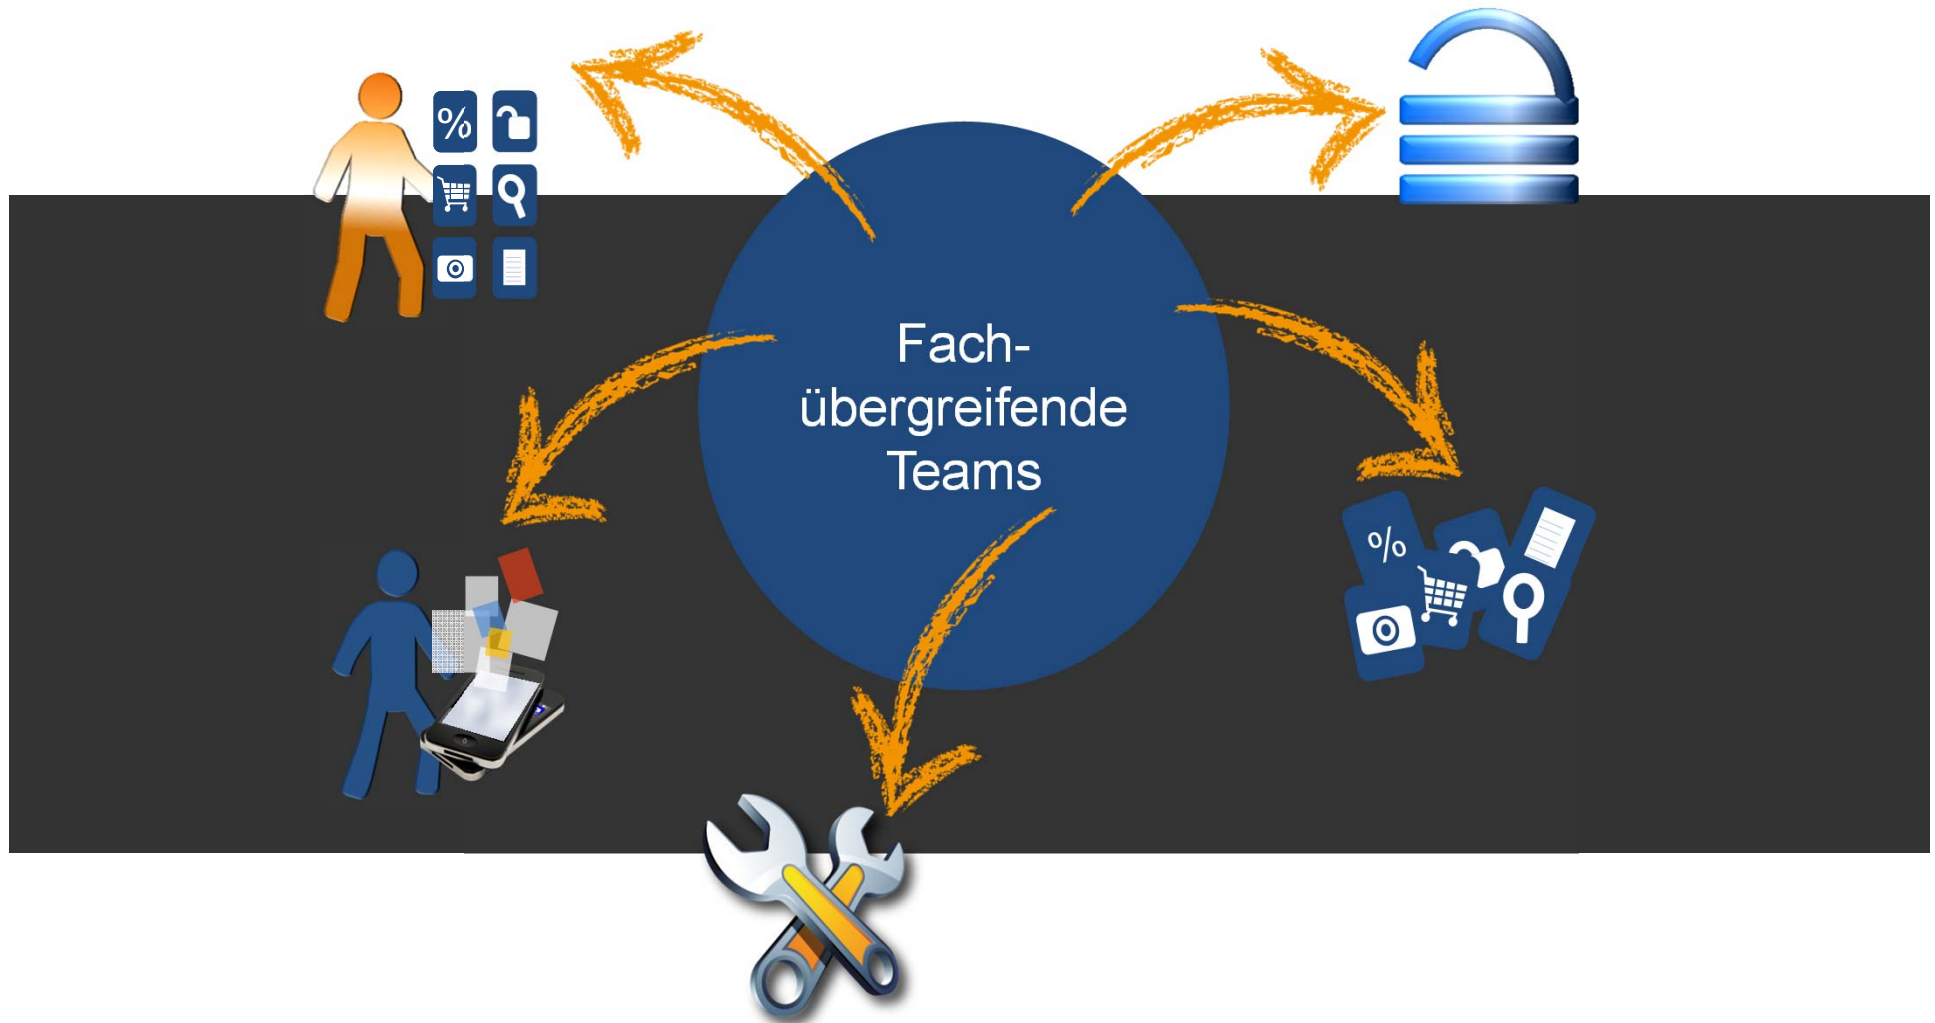 %
Fach-
übergreifende
Teams
%